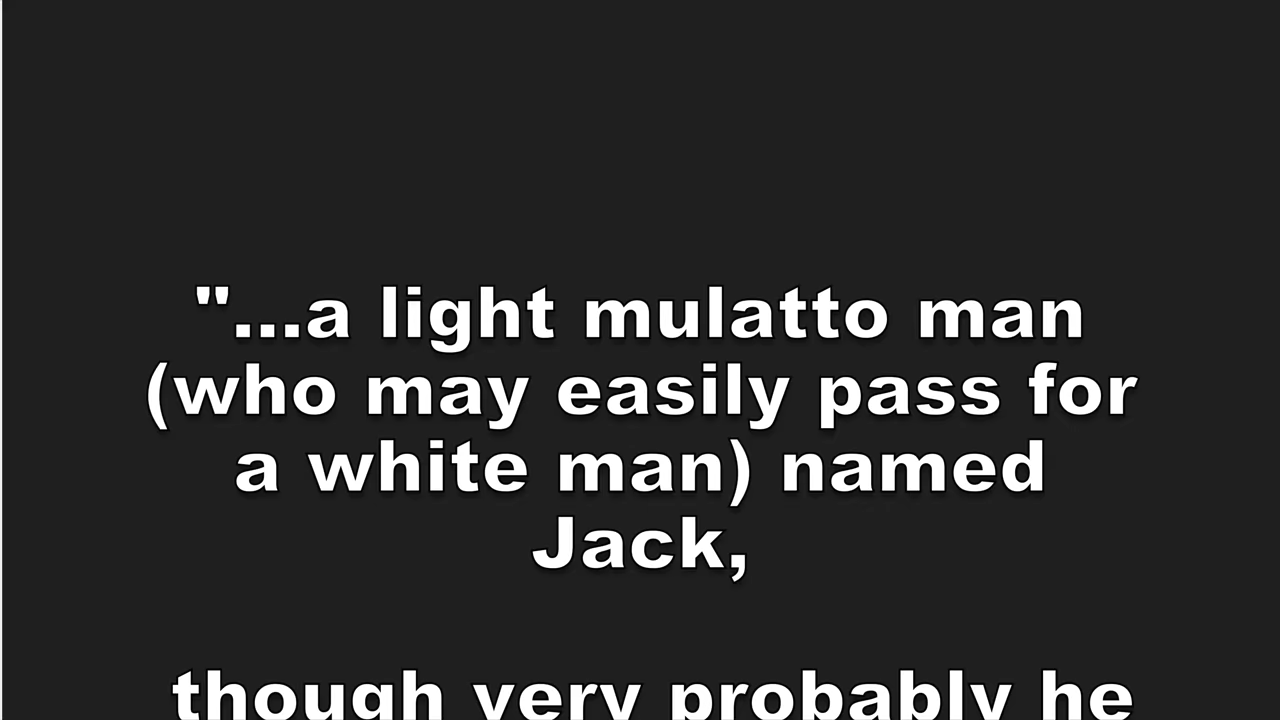 "...a light mulatto man
(who may easily pass for
a white man) named
Jack,
though very probably he